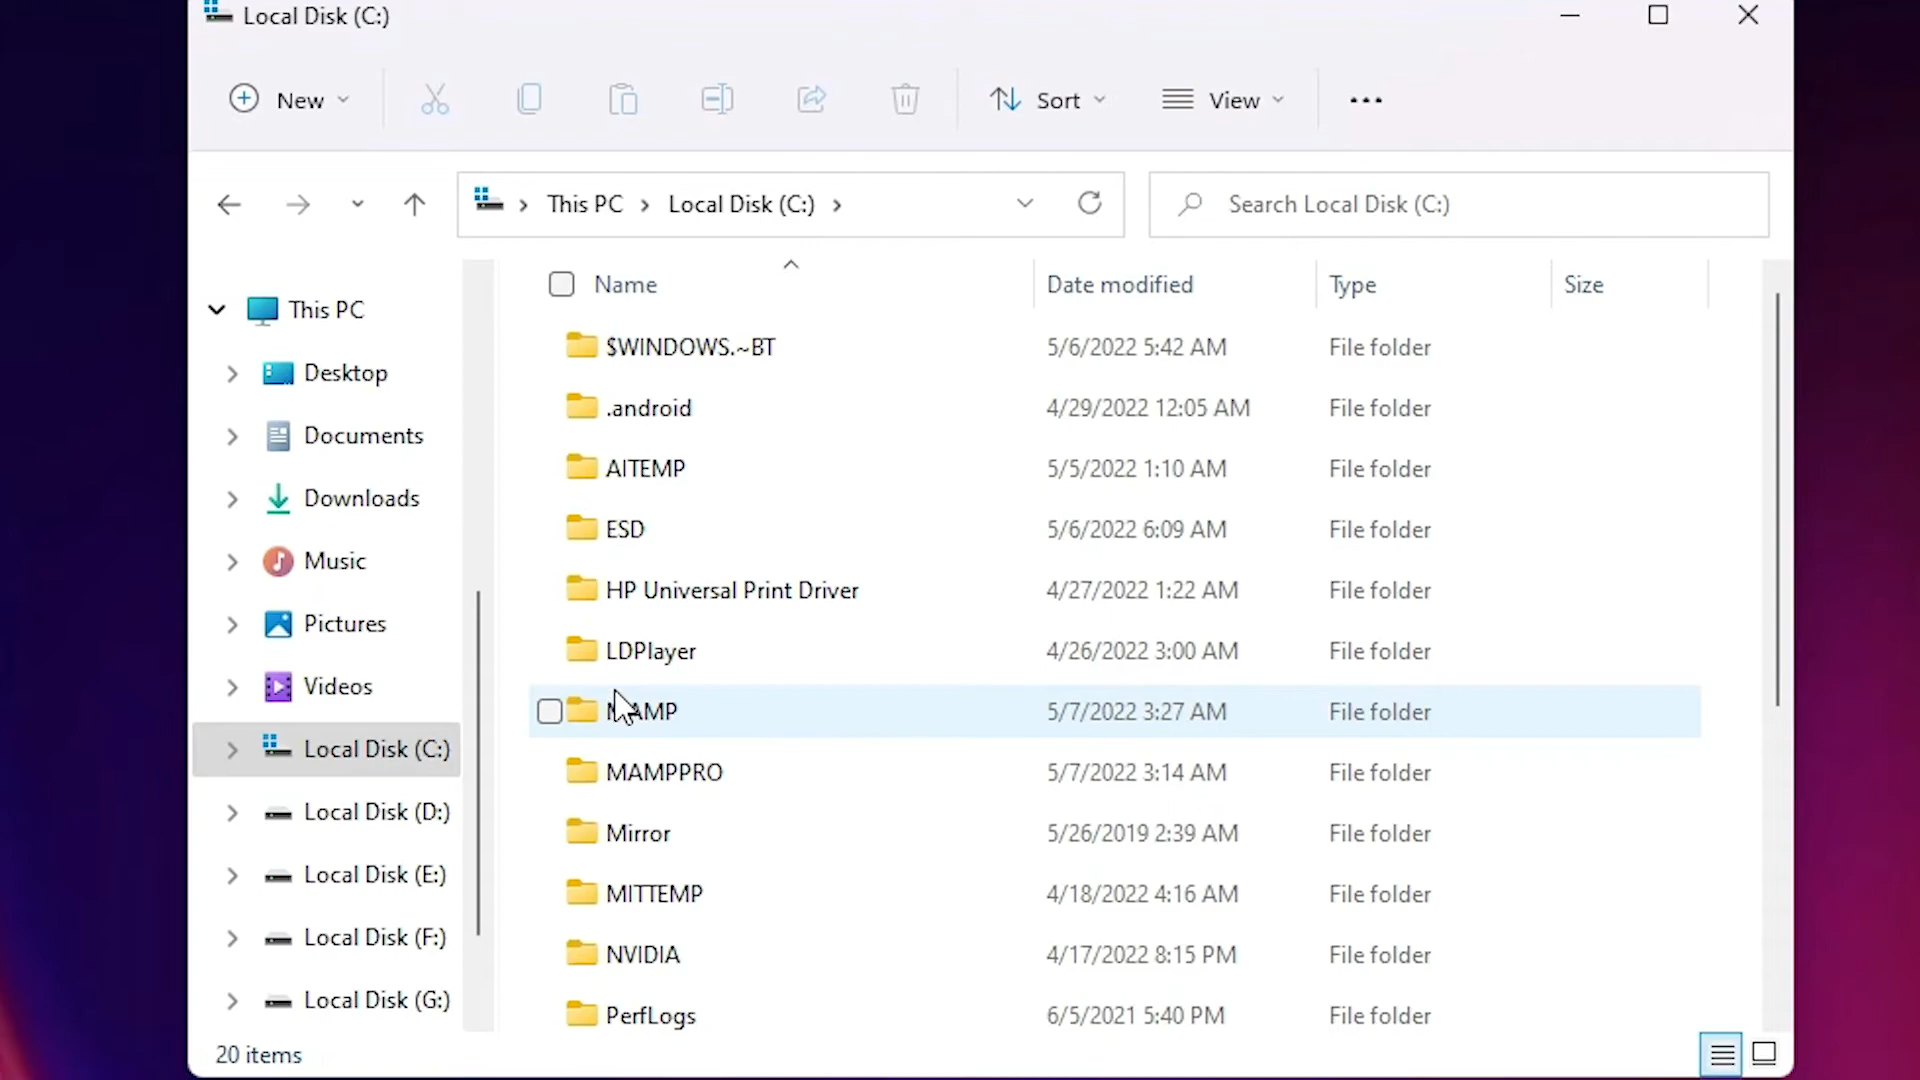 Local Disk (C:)
New
Sort
View
This PC
Local Disk (C:)
Search Local Disk (C:)
Name Date modified Type Size
This PC
Desktop
Documents
Downloads
Music
Pictures
Videos
Local Disk (C:)
Local Disk (D:)
Local Disk (E:)
Local Disk (F:)
Local Disk (G:)
$WINDOWS.~BT 5/6/2022 5:42 AM File folder
.android 4/29/2022 12:05 AM File folder
AITEMP 5/5/2022 1:10 AM File folder
ESD 5/6/2022 6:09 AM File folder
HP Universal Print Driver 4/27/2022 1:22 AM File folder
LDPlayer 4/26/2022 3:00 AM File folder
MAMP 5/7/2022 3:27 AM File folder
MAMPPRO 5/7/2022 3:14 AM File folder
Mirror 5/26/2019 2:39 AM File folder
MITTEMP 4/18/2022 4:16 AM File folder
NVIDIA 4/17/2022 8:15 PM File folder
PerfLogs 6/5/2021 5:40 PM File folder
20 items